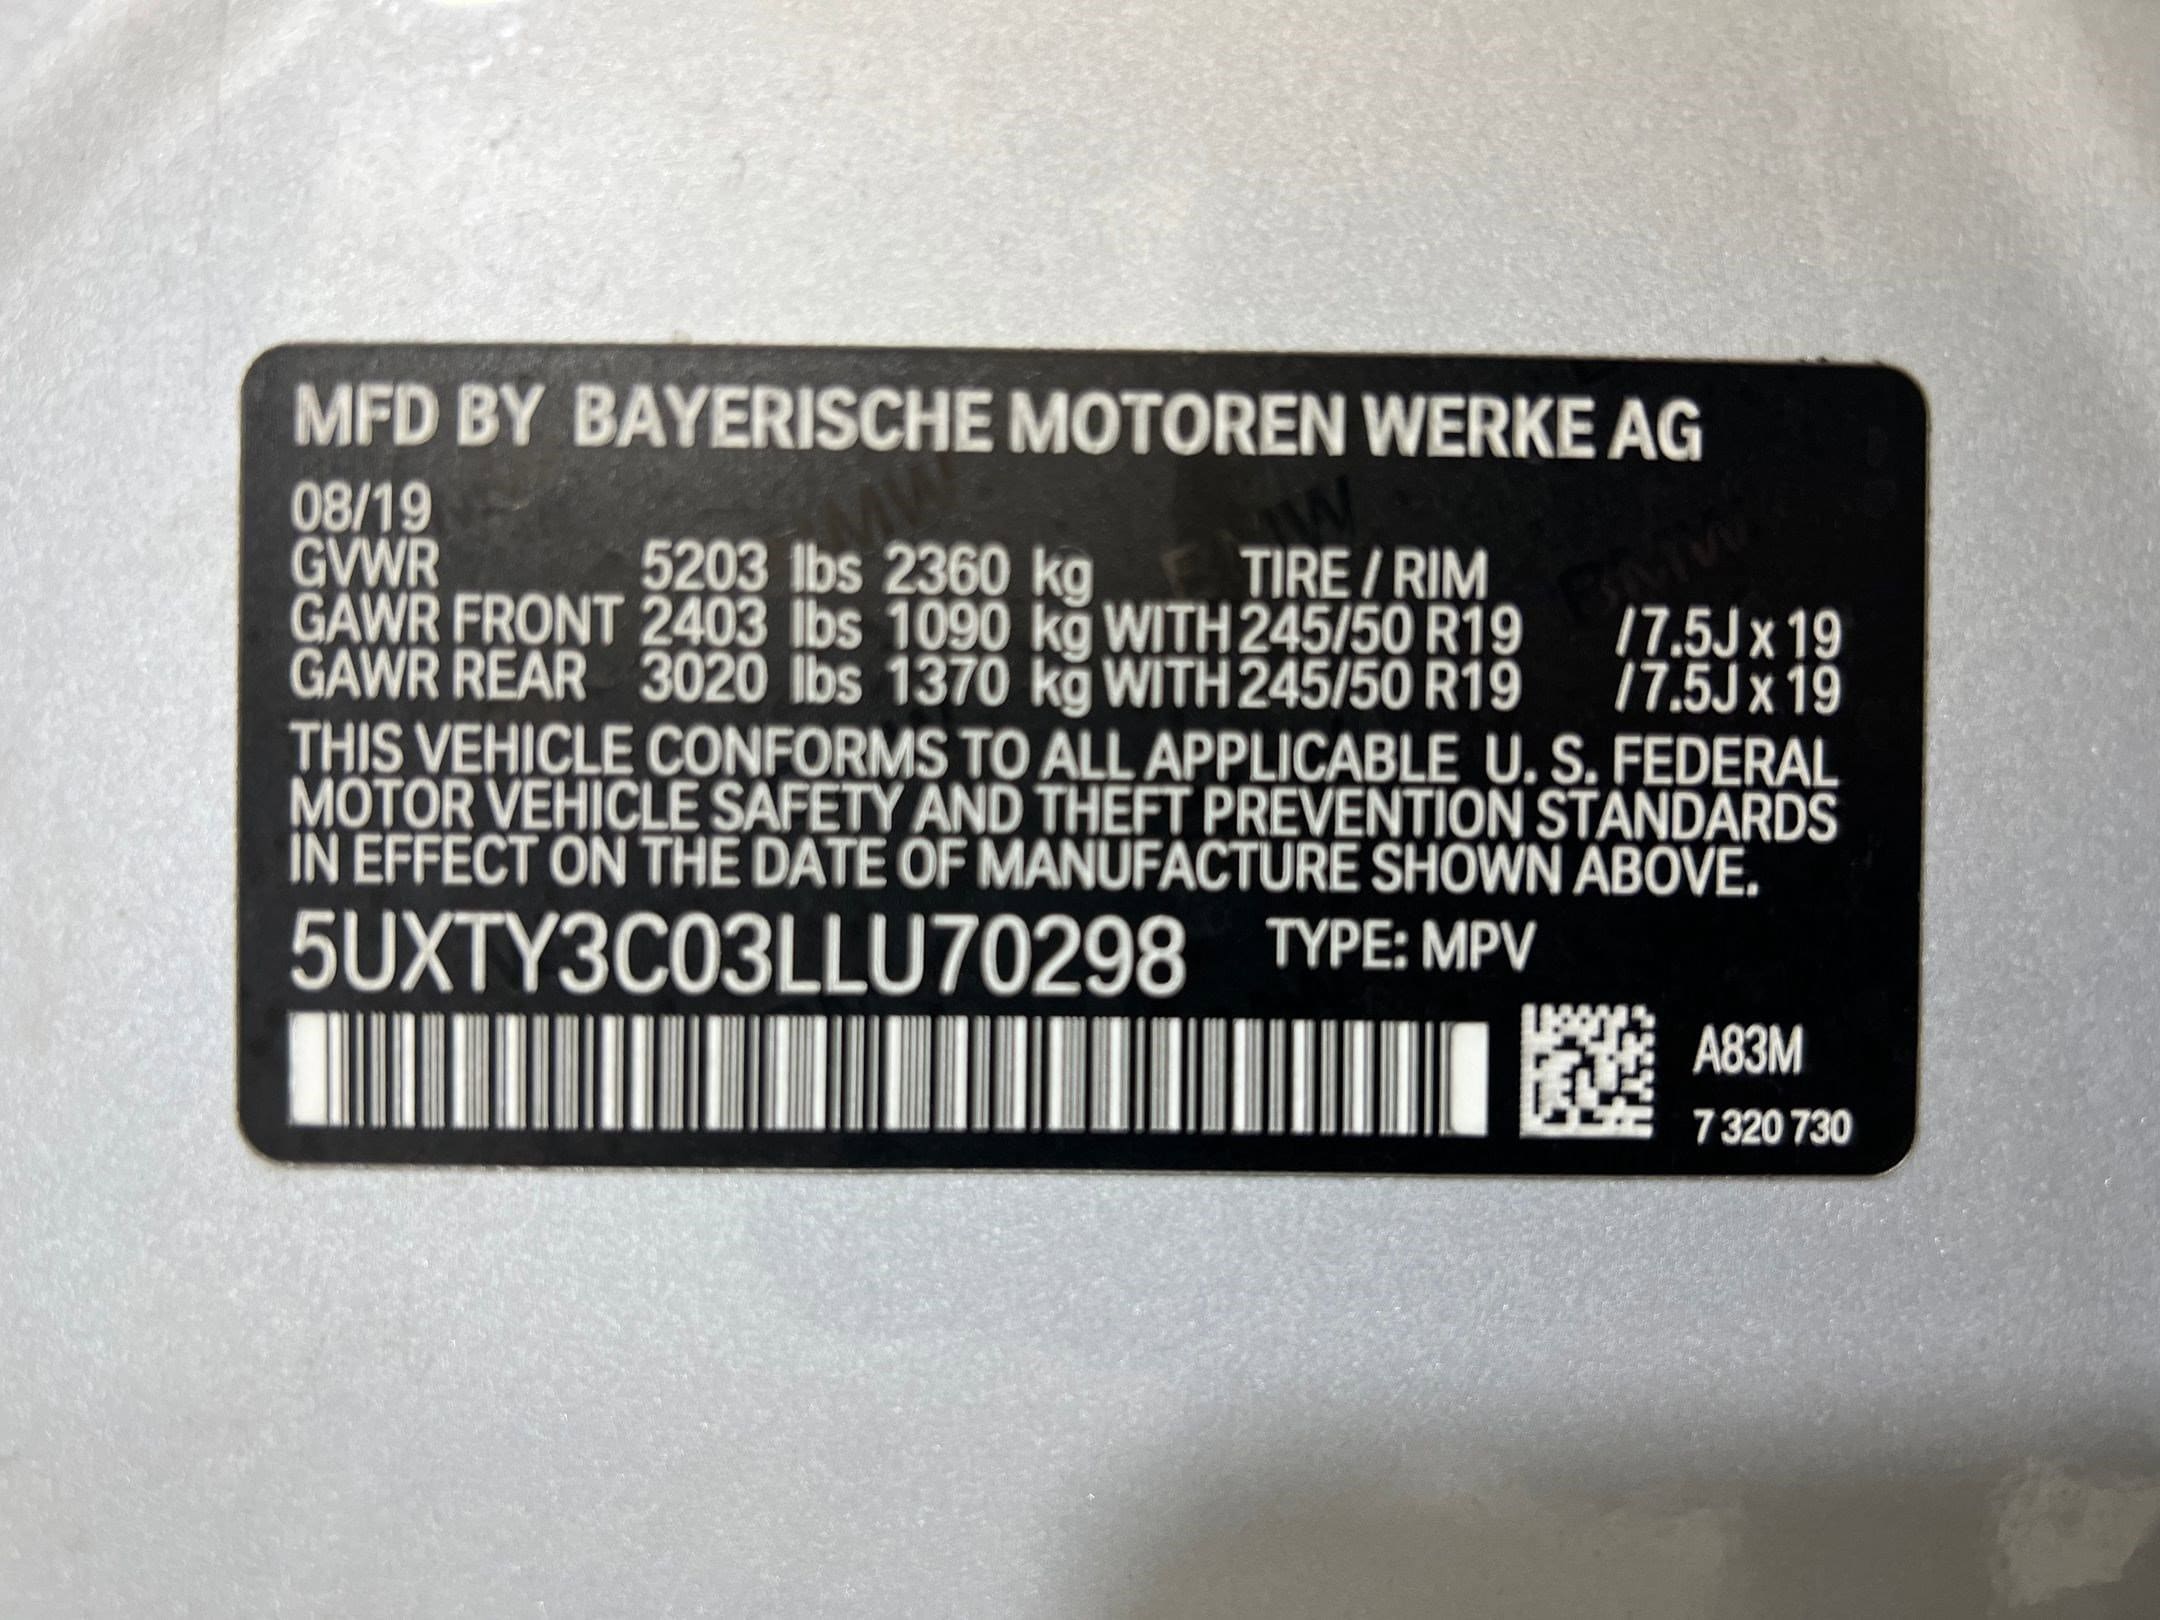 MFD BY BAYERISCHE MOTOREN WERKE AG
08/19
GVWR 5203 lbs 2360 kg TIRE / RIM
GAWR FRONT 2403 lbs 1090 kg WITH 245/50 R19 / 7.5J x 19
GAWR REAR 3020 lbs 1370 kg WITH 245/50 R19 / 7.5J x 19
THIS VEHICLE CONFORMS TO ALL APPLICABLE U. S. FEDERAL
MOTOR VEHICLE SAFETY AND THEFT PREVENTION STANDARDS
IN EFFECT ON THE DATE OF MANUFACTURE SHOWN ABOVE.
5UXTY3C03LLU70298 TYPE: MPV
A83M
7 320 730